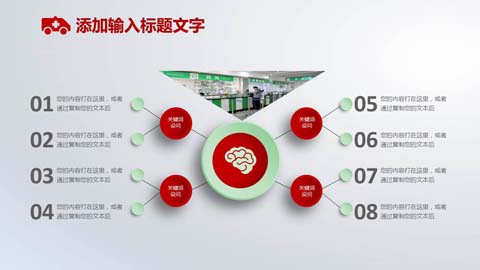 添加输入标题文字
01
您的内容打在这里，或者
通过复制您的文本后
02
您的内容打在这里，或者
通过复制您的文本后
03
您的内容打在这里，或者
通过复制您的文本后
04
您的内容打在这里，或者
通过复制您的文本后
关键词
设问
关键词
设问
关键词
设问
关键词
设问
05
您的内容打在这里，或者
通过复制您的文本后
06
您的内容打在这里，或者
通过复制您的文本后
07
您的内容打在这里，或者
通过复制您的文本后
08
您的内容打在这里，或者
通过复制您的文本后